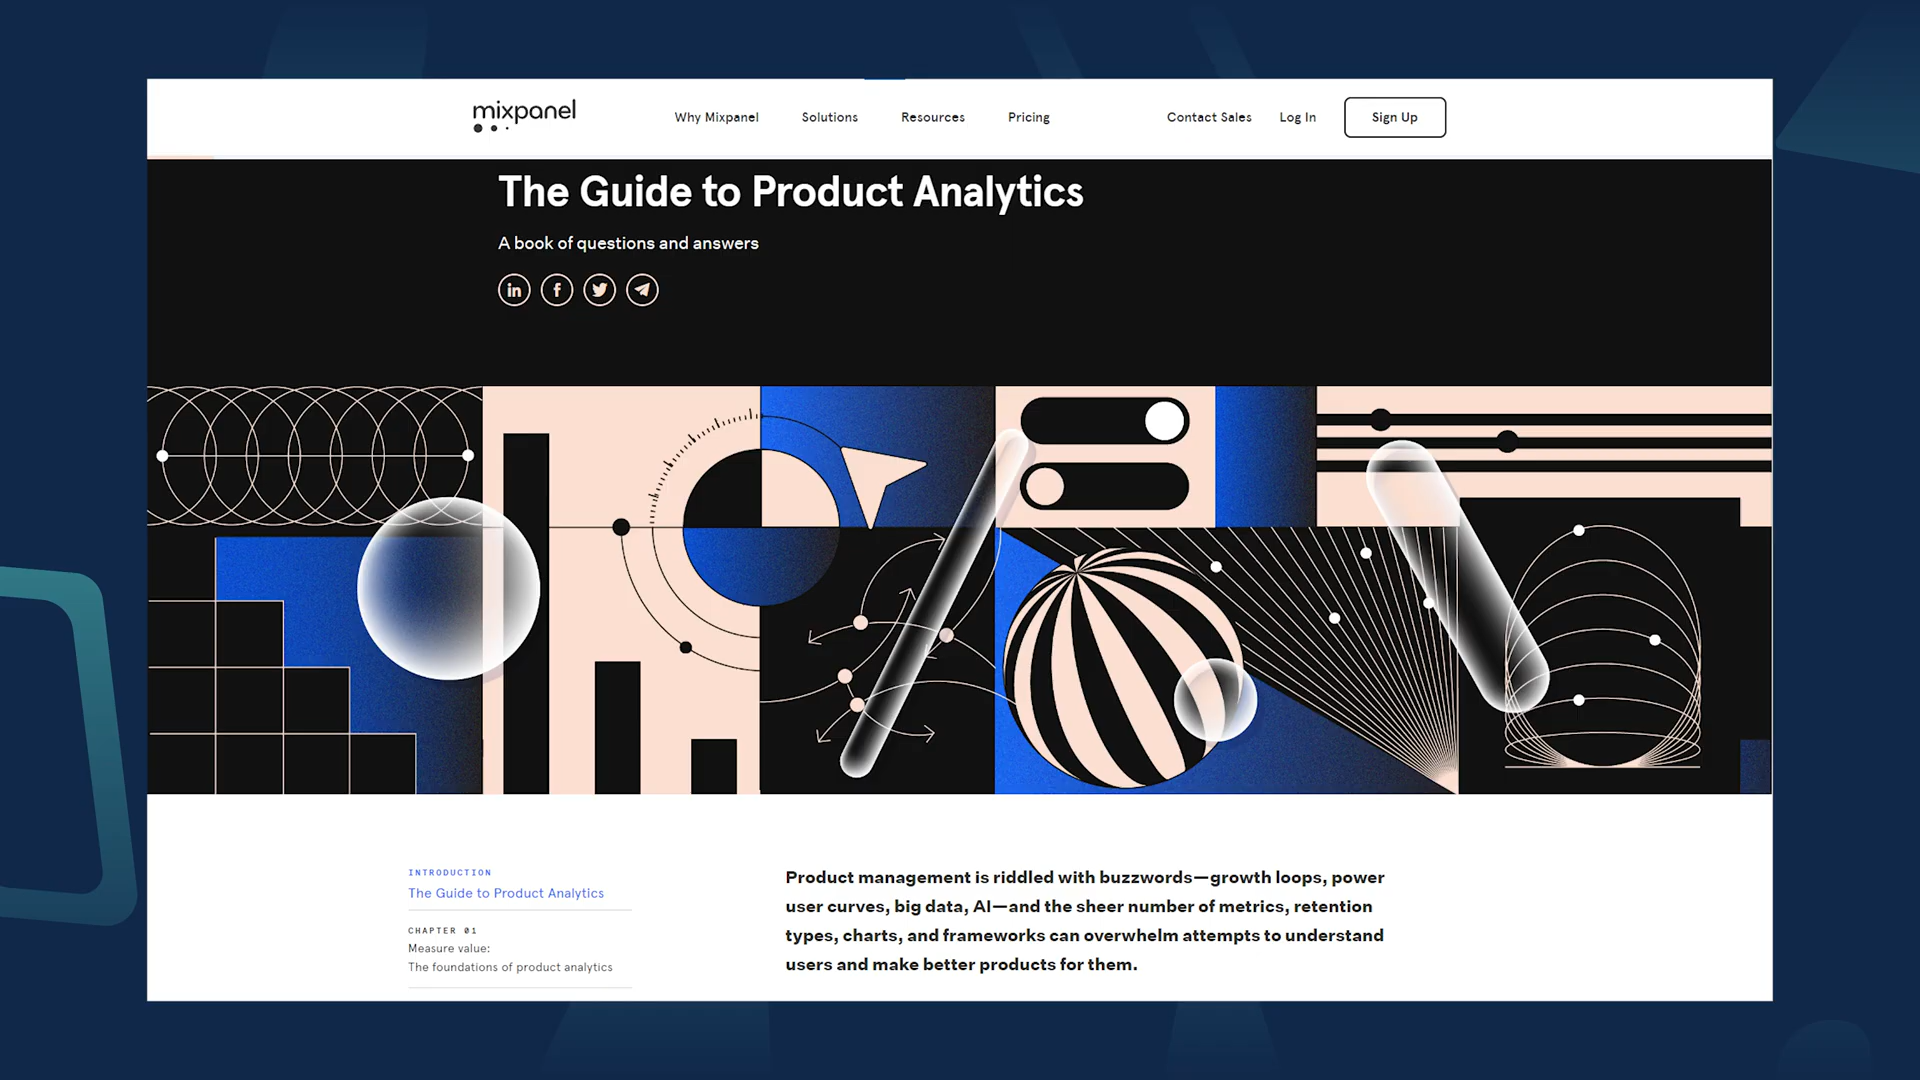 mixpanel
Why Mixpanel
Solutions
Resources
Pricing
Contact Sales
Log In
Sign Up
The Guide to Product Analytics
A book of questions and answers
INTRODUCTION
The Guide to Product Analytics
CHAPTER 01
Measure value:
The foundations of product analytics
Product management is riddled with buzzwords—growth loops, power
user curves, big data, AI—and the sheer number of metrics, retention
types, charts, and frameworks can overwhelm attempts to understand
users and make better products for them.